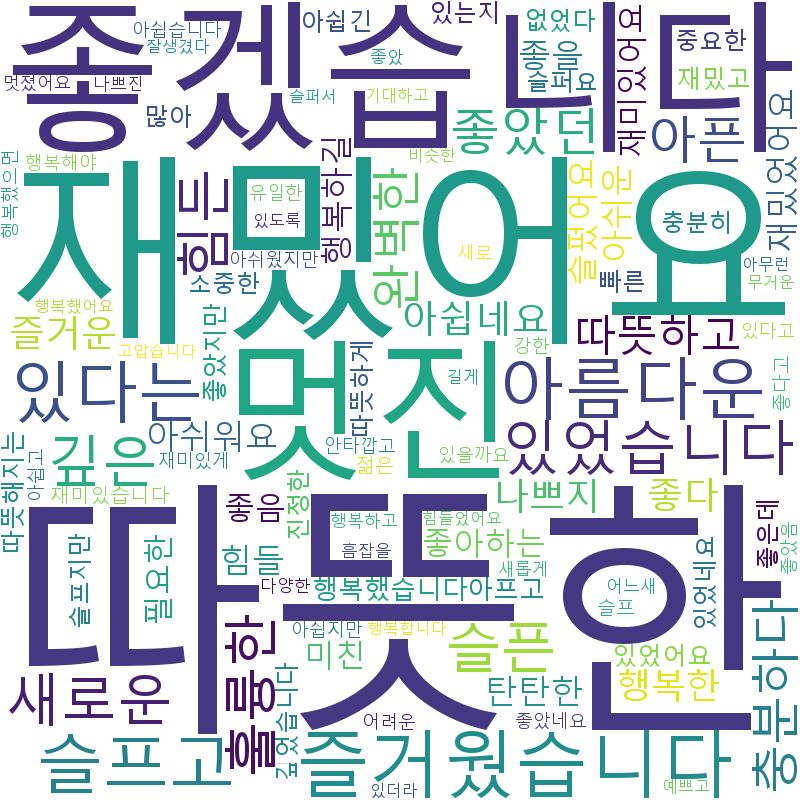 좋겠습니다
아쉽습니다
잘생겼다
멋졌어요
나쁘진
많아
아쉽긴
좋았
슬퍼서
기대하고
있는지
없었다
좋을
슬퍼요
재미있어요
중요한
재밌고
좋았던
아픈
재밌었어요
행복했으면
행복해야
재밌어요
힘든
유일한
있도록
행복하길
비슷한
완벽한
새로
슬펐어요
아쉬운
충분히
아무런
무거운
빠른
아쉬웠지만
소중한
행복했어요
즐거운
고맙습니다
좋았지만
따뜻하게
아쉽네요
강한
따뜻하고
있다고
있다는
멋진
길게
아름다운
좋다고
따뜻해지는
아쉽고
깊은
아쉬워요
재미있게
안타깝고
젊은
있을까요
있었습니다
재미있습니다
좋음
진정한
나쁘지
좋다
좋은데
좋았음
따뜻한
슬프지만
필요한
힘들
행복하고
힘들었어요
흠잡을
좋아하는
새롭게
다양한
행복했습니다
아프고
어느새
슬프
있었네요
아쉽지만
행복합니다
미친
슬픈
있었어요
행복한
충분하다
새로운
훌륭한
깊었습니다
어려운
탄탄한
좋았네요
슬프고
즐거웠습니다
있더라
예쁘고